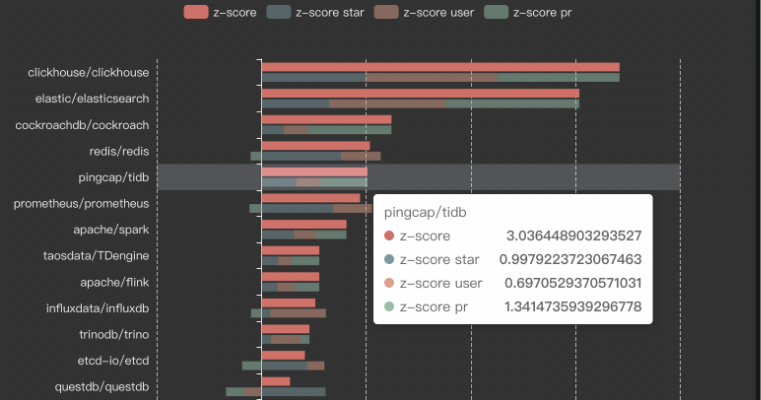 z-score z-score star z-score user z-score pr
clickhouse/clickhouse
elastic/elasticsearch
cockroachdb/cockroach
redis/redis
pingcap/tidb
prometheus/prometheus
apache/spark
taosdata/TDengine
apache/flink
influxdata/influxdb
trinodb/trino
etcd-io/etcd
questdb/questdb
pingcap/tidb
z-score 3.036448903293527
z-score star 0.9979223723067463
z-score user 0.6970529370571031
z-score pr 1.3414735939296778